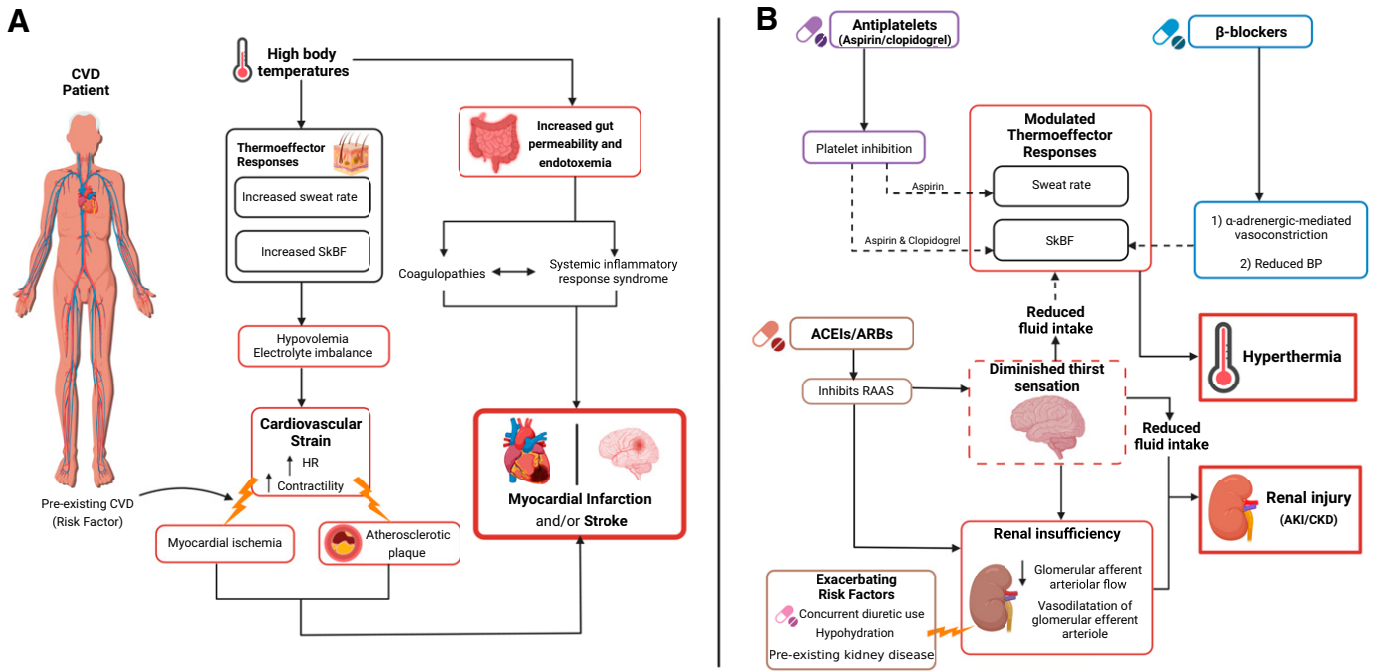 A
CVD
Patient
Pre-existing CVD
(Risk Factor)
High body
temperatures
Thermoeffector
Responses
Increased sweat rate
Increased SkBF
Hypovolemia
Electrolyte imbalance
Cardiovascular
Strain
HR
Contractility
Myocardial ischemia
Atherosclerotic
plaque
Increased gut
permeability and
endotoxemia
Coagulopathies
Systemic inflammatory
response syndrome
Myocardial Infarction
and/or Stroke
B
Antiplatelets
(Aspirin/clopidogrel)
β-blockers
Platelet inhibition
Aspirin
Aspirin & Clopidogrel
Modulated
Thermoeffector
Responses
Sweat rate
SkBF
1) α-adrenergic-mediated
vasoconstriction
2) Reduced BP
Reduced
fluid intake
ACEIs/ARBs
Inhibits RAAS
Diminished thirst
sensation
Hyperthermia
Reduced
fluid intake
Renal injury
(AKI/CKD)
Renal insufficiency
Glomerular afferent
arteriolar flow
Vasodilatation of
glomerular efferent
arteriole
Exacerbating
Risk Factors
Concurrent diuretic use
Hypohydration
Pre-existing kidney disease